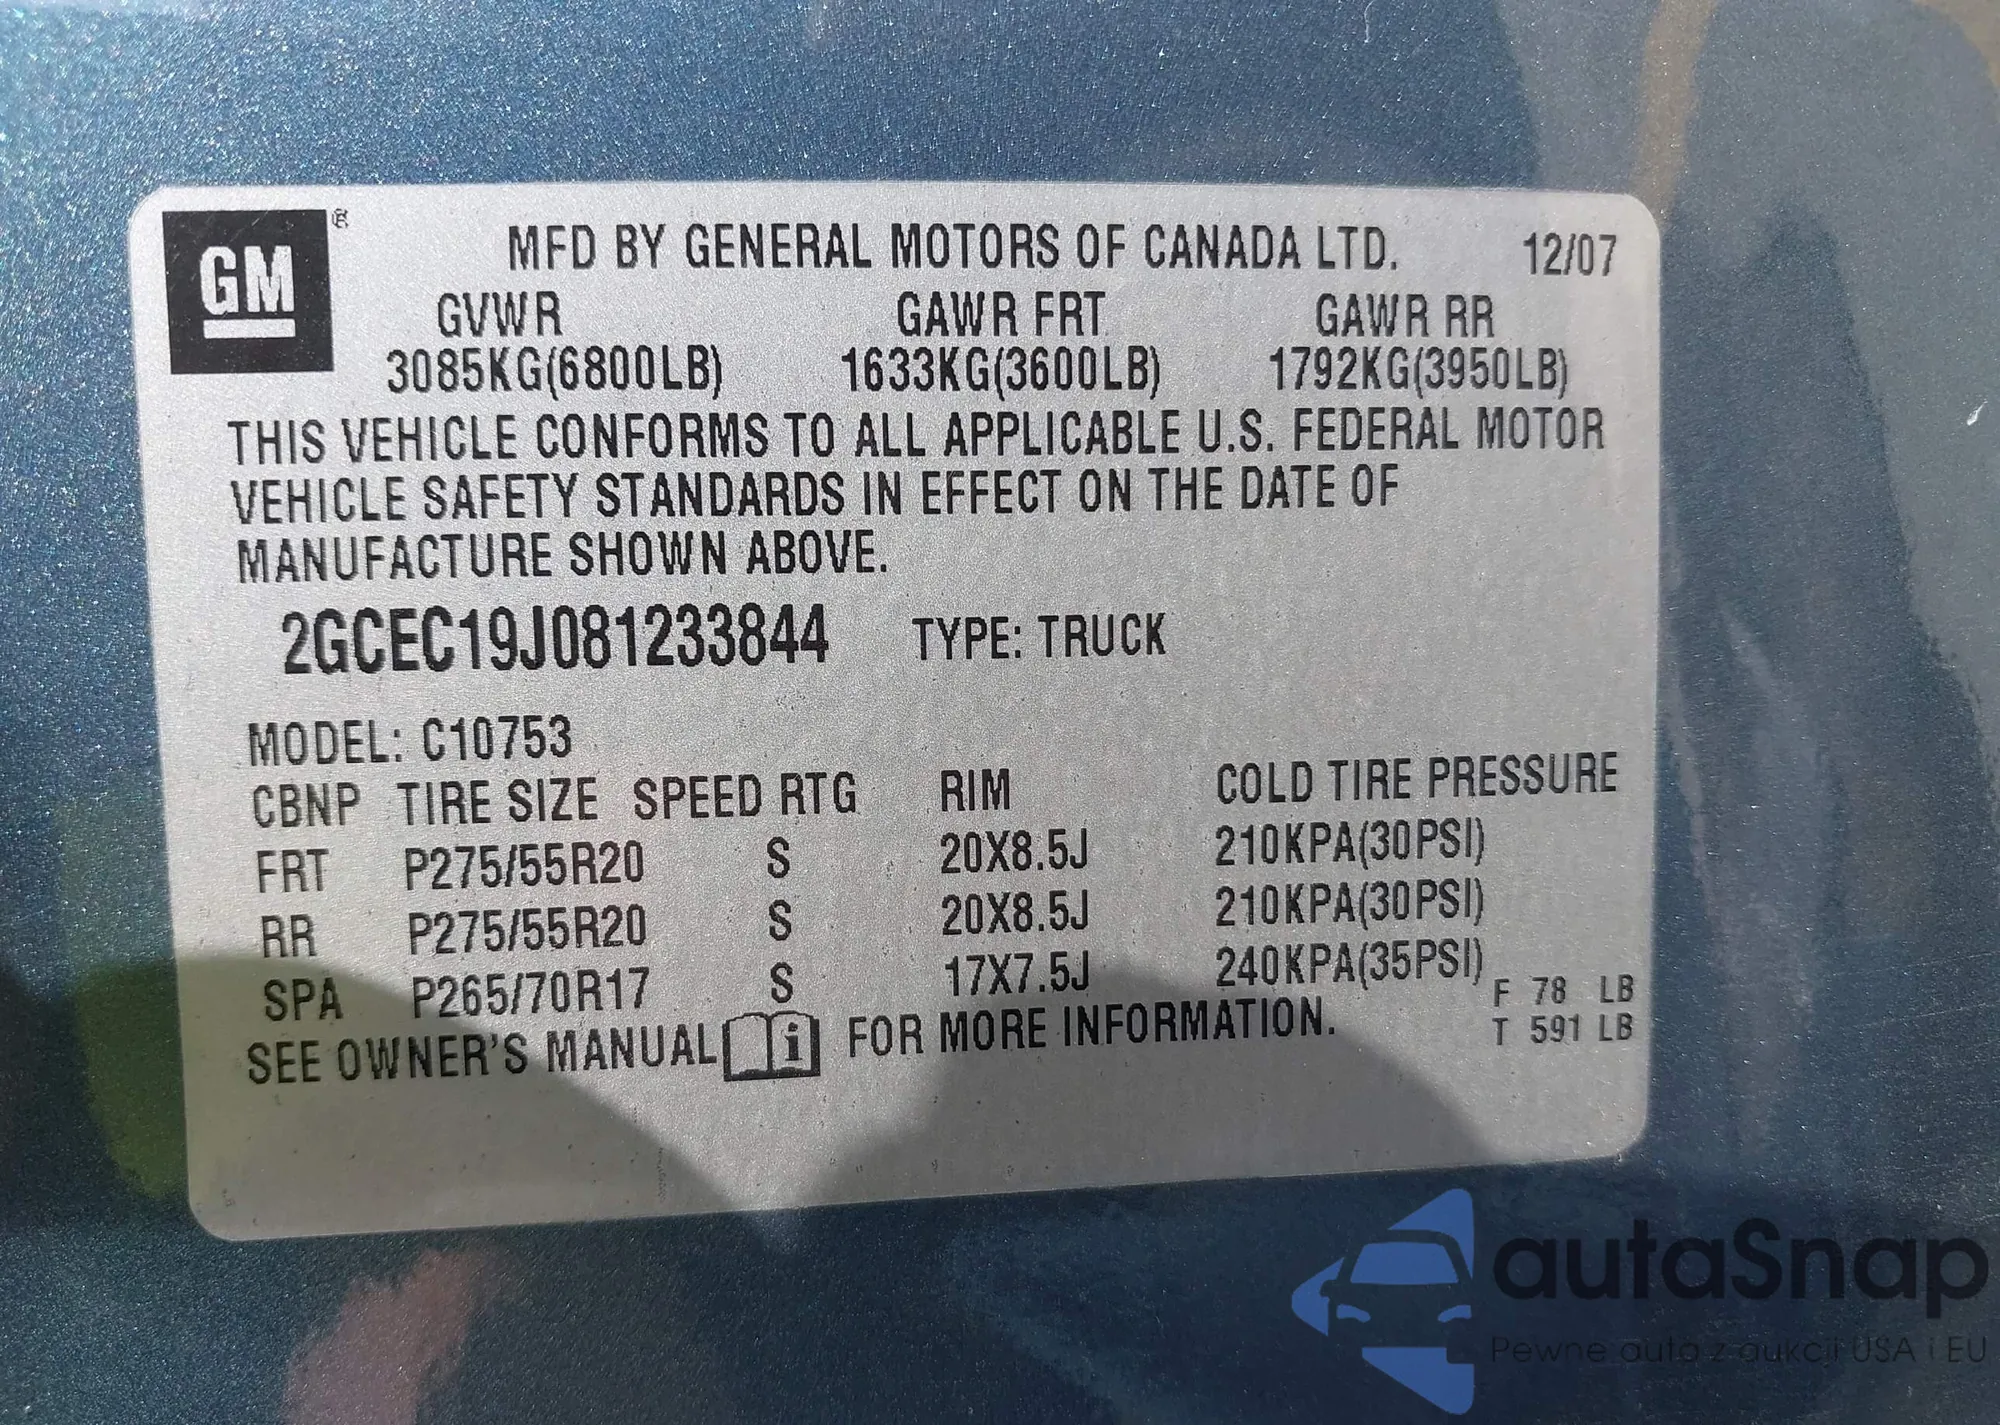 GM ®
MFD BY GENERAL MOTORS OF CANADA LTD. 12/07
GVWR GAWR FRT GAWR RR
3085KG(6800LB) 1633KG(3600LB) 1792KG(3950LB)
THIS VEHICLE CONFORMS TO ALL APPLICABLE U.S. FEDERAL MOTOR
VEHICLE SAFETY STANDARDS IN EFFECT ON THE DATE OF
MANUFACTURE SHOWN ABOVE.
2GCEC19J081233844 TYPE: TRUCK
MODEL: C10753
CBNP TIRE SIZE SPEED RTG RIM COLD TIRE PRESSURE
FRT P275/55R20 S 20X8.5J 210KPA(30PSI)
RR P275/55R20 S 20X8.5J 210KPA(30PSI)
SPA P265/70R17 S 17X7.5J 240KPA(35PSI)
F 78 LB
T 591 LB
SEE OWNER'S MANUAL i FOR MORE INFORMATION.
autaSnap
Pewne auta z aukcji USA i EU